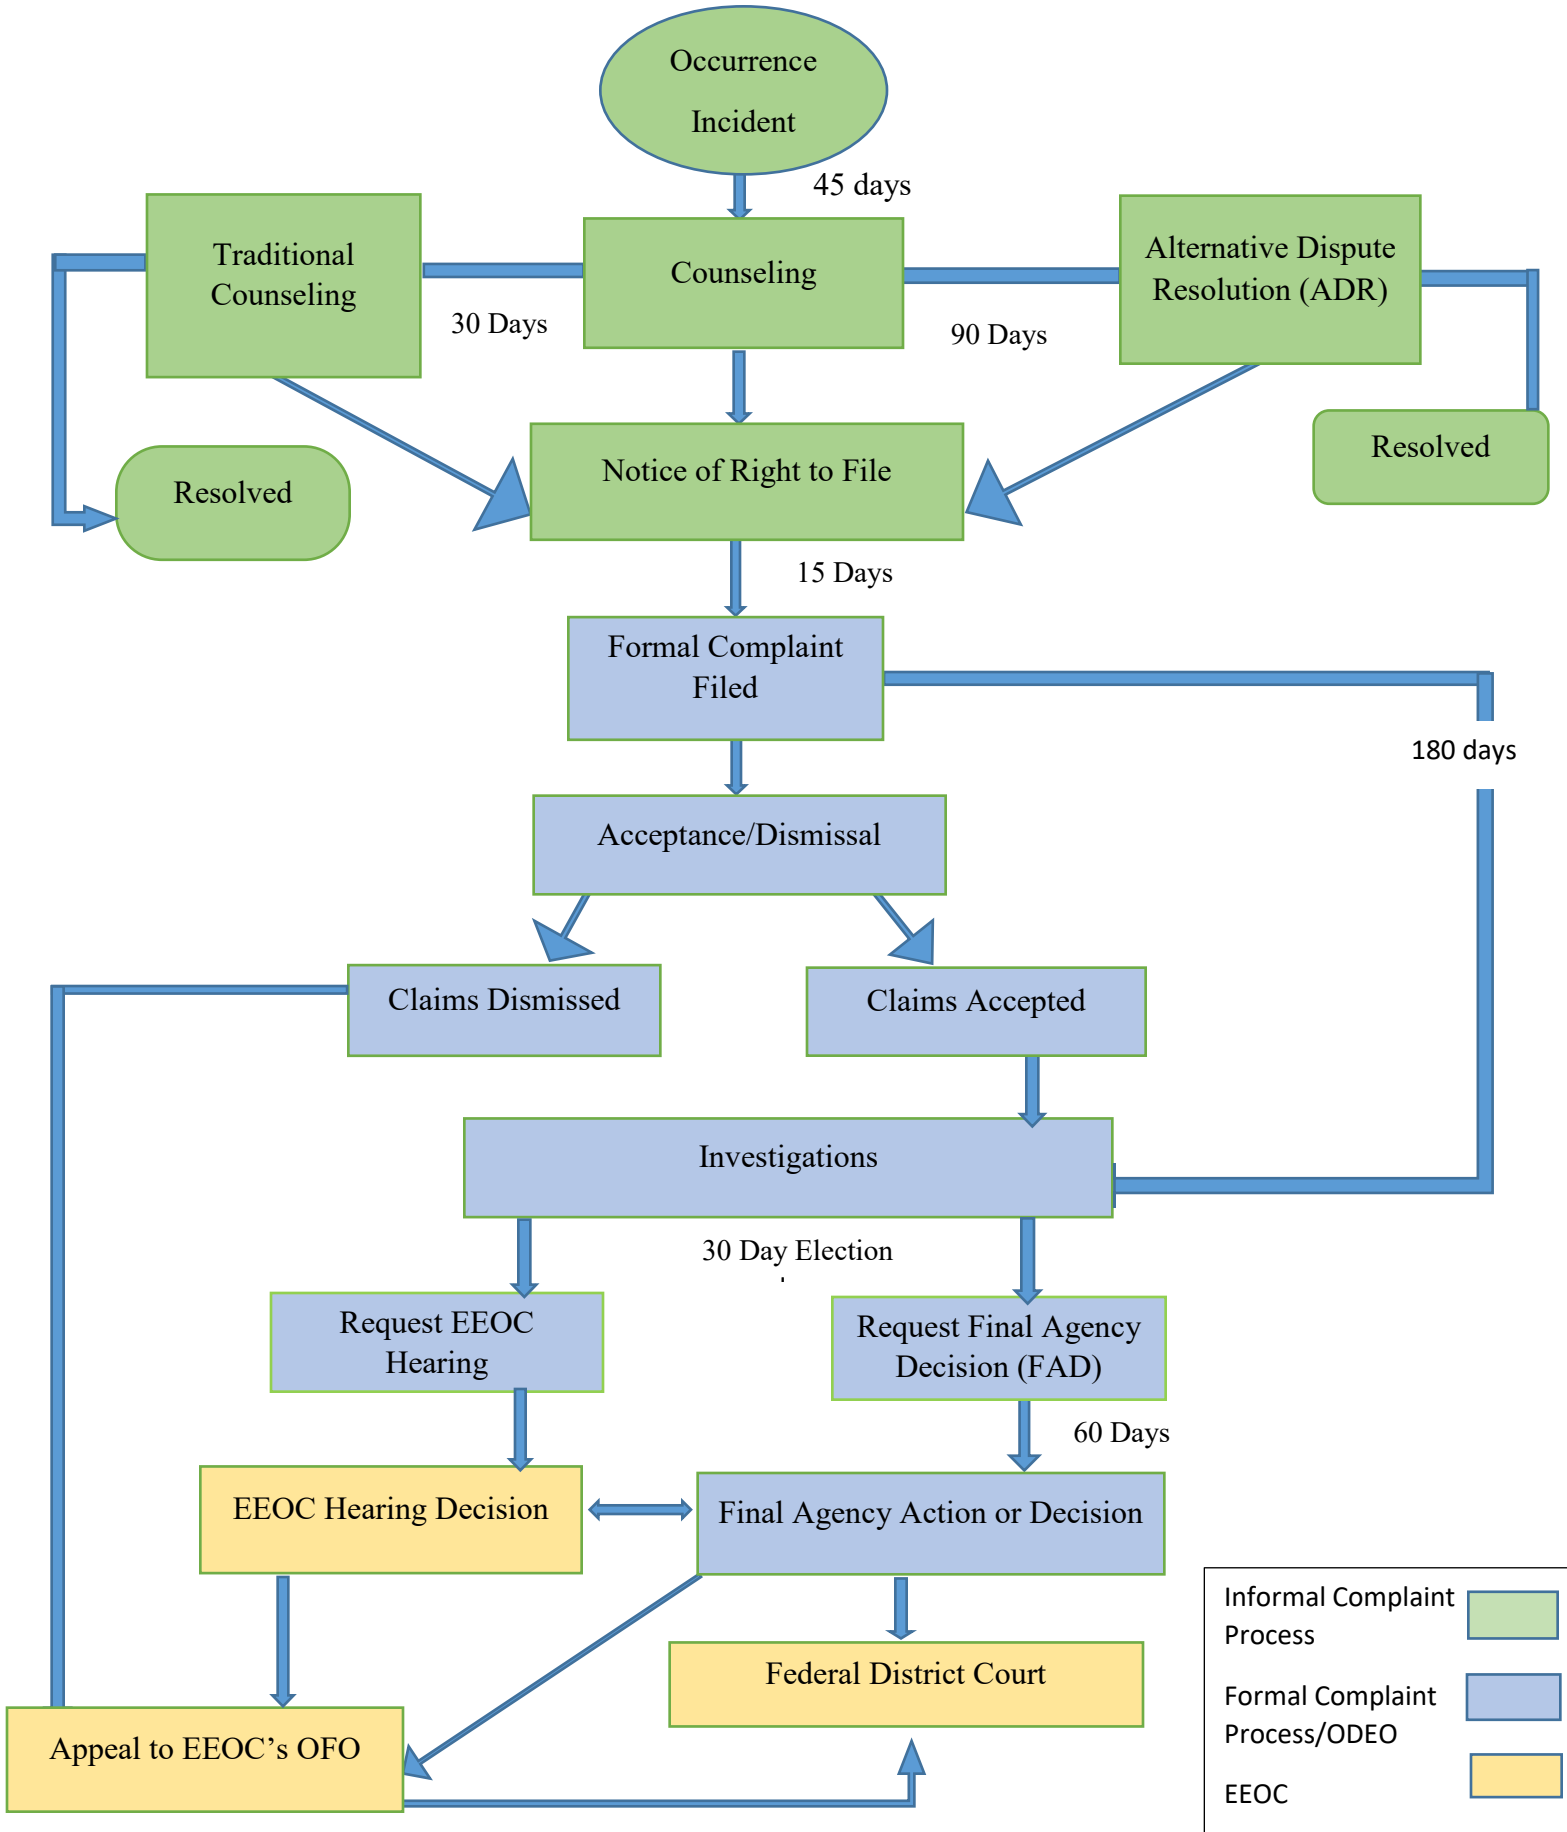 Occurrence
Incident
45 days
Traditional
Counseling
Counseling
Alternative Dispute
Resolution (ADR)
30 Days
90 Days
Resolved
Notice of Right to File
Resolved
15 Days
Formal Complaint
Filed
180 days
Acceptance/Dismissal
Claims Dismissed
Claims Accepted
Investigations
30 Day Election
Request EEOC
Hearing
Request Final Agency
Decision (FAD)
60 Days
EEOC Hearing Decision
Final Agency Action or Decision
Federal District Court
Appeal to EEOC’s OFO
Informal Complaint
Process
Formal Complaint
Process/ODEO
EEOC